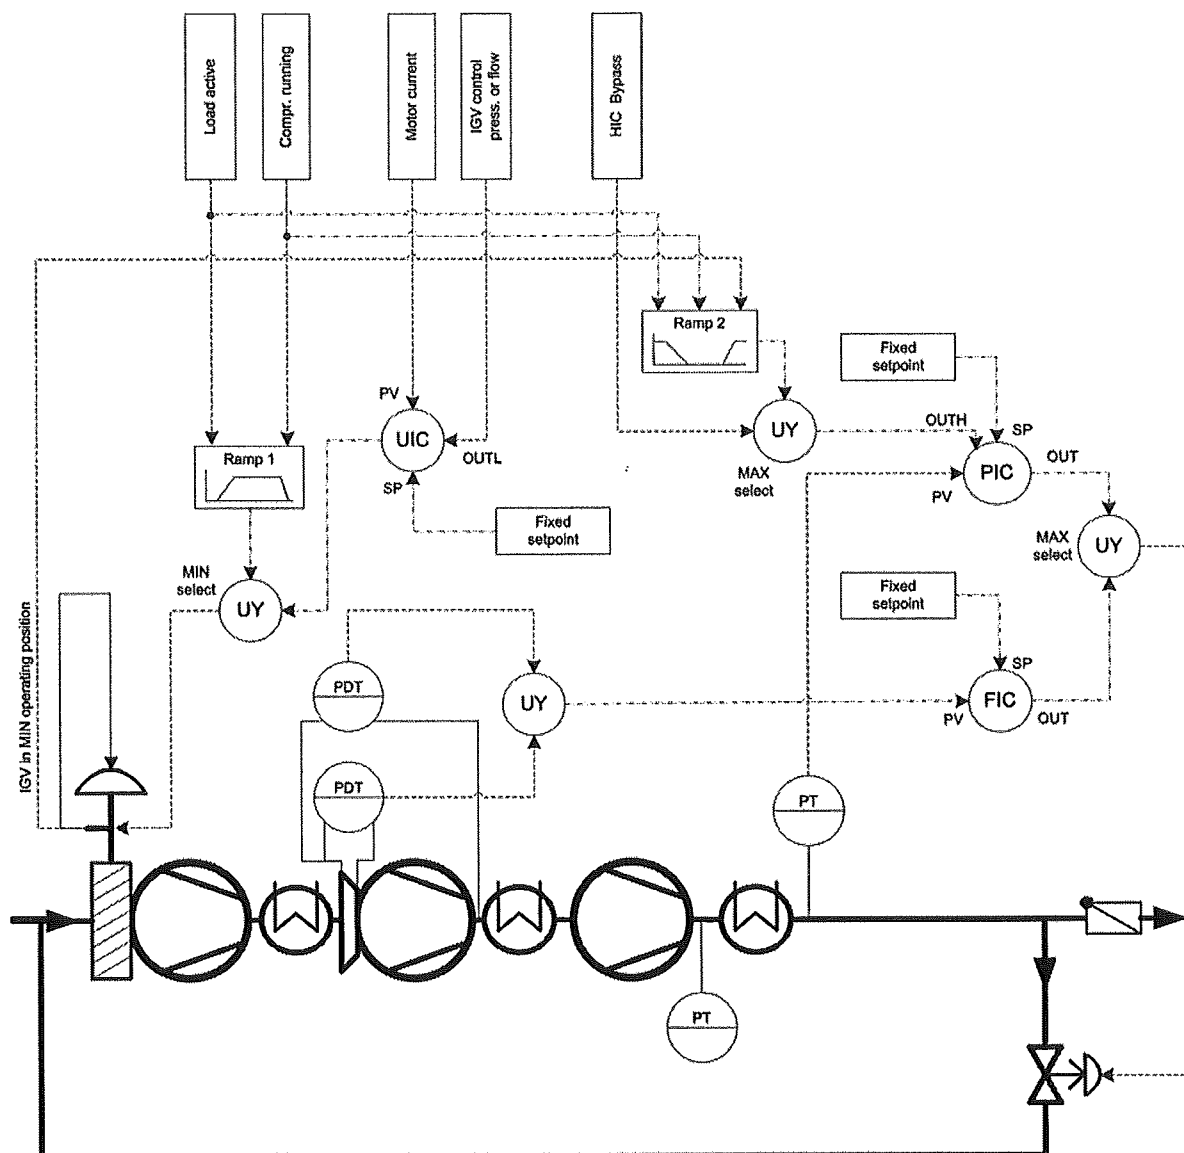 Load active
Compr. running
Motor current
IGV control
press. or flow
HIC Bypass
Ramp 2
Fixed
setpoint
PV
UIC
OUTL
SP
UY
MAX
select
OUTH
SP
PIC
OUT
PV
Ramp 1
Fixed
setpoint
MIN
select
UY
MAX
select
UY
Fixed
setpoint
IGV in MIN operating position
PDT
UY
SP
FIC
PV
OUT
PDT
PT
PT